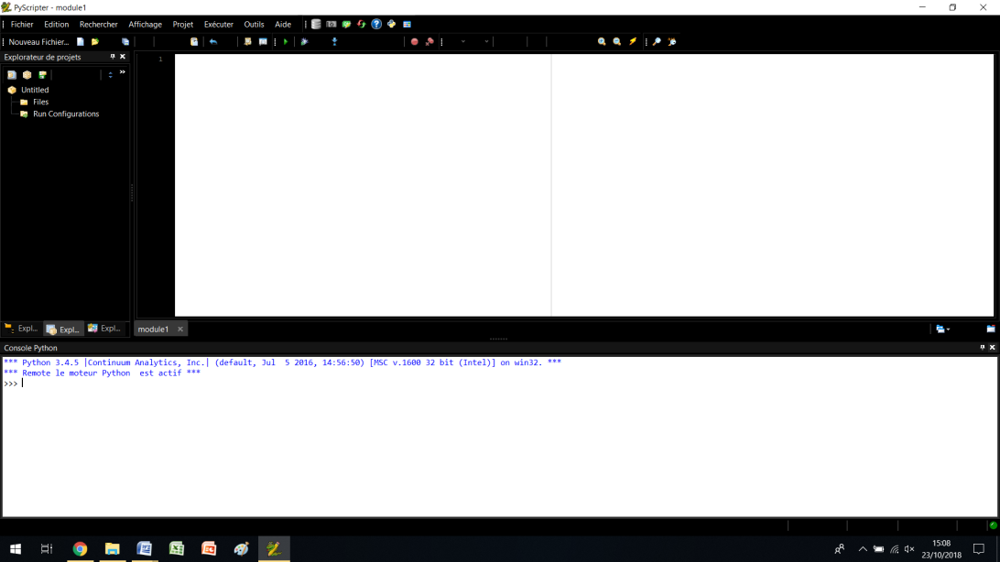 PyScripter - module1
Fichier Edition Rechercher Affichage Projet Exécuter Outils Aide
Nouveau Fichier...
Explorateur de projets
1
Untitled
Files
Run Configurations
Expl... Expl... Expl...
module1
Console Python
*** Python 3.4.5 |Continuum Analytics, Inc.| (default, Jul  5 2016, 14:56:50) [MSC v.1600 32 bit (Intel)] on win32. ***
*** Remote le moteur Python  est actif ***
>>>
15:08
23/10/2018